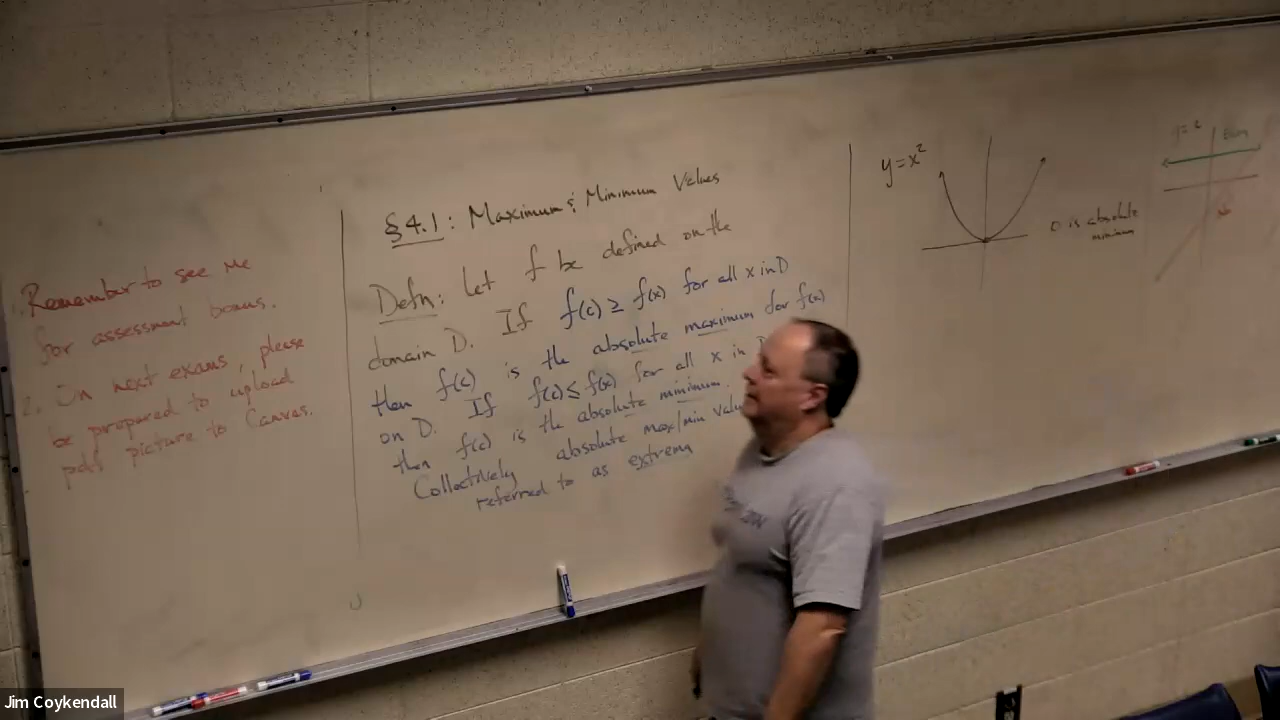 1. Remember to see me
for assessment bonus.
2. On next exams, please
be prepared to upload
pdf picture to Canvas.
§4.1: Maximum & Minimum Values
Defn: Let f be defined on the
domain D. If f(c) ≥ f(x) for all x in D
then f(c) is the absolute maximum for f(x)
on D. If f(c) ≤ f(x) for all x in D
then f(c) is the absolute minimum.
Collectively absolute max/min
referred to as extrema
y=x²
0 is absolute
minimum
Jim Coykendall